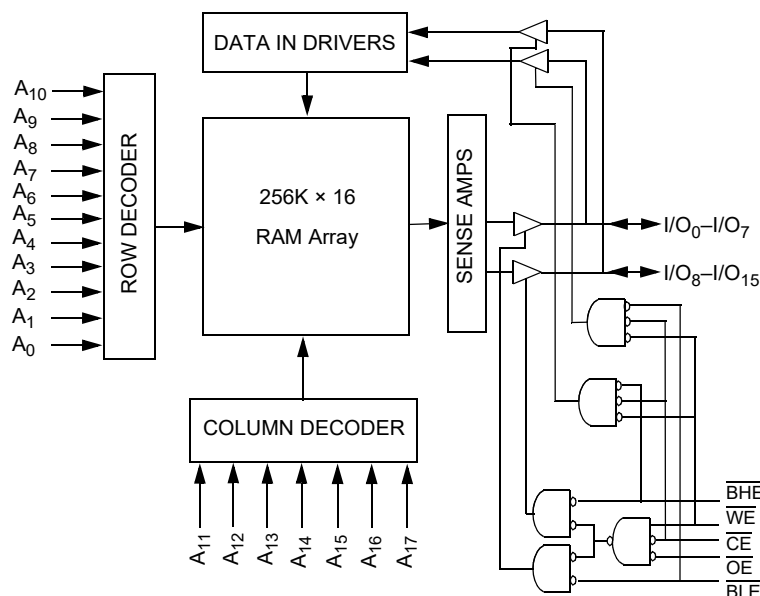 DATA IN DRIVERS
A10
A9
A8
A7
A6
A5
A4
A3
A2
A1
A0
ROW DECODER
256K × 16
RAM Array
SENSE AMPS
I/O0–I/O7
I/O8–I/O15
COLUMN DECODER
A11
A12
A13
A14
A15
A16
A17
BHE
WE
CE
OE
BLE